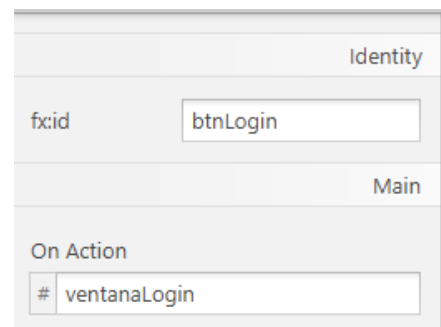 Identity
fx:id btnLogin
Main
On Action
# ventanaLogin